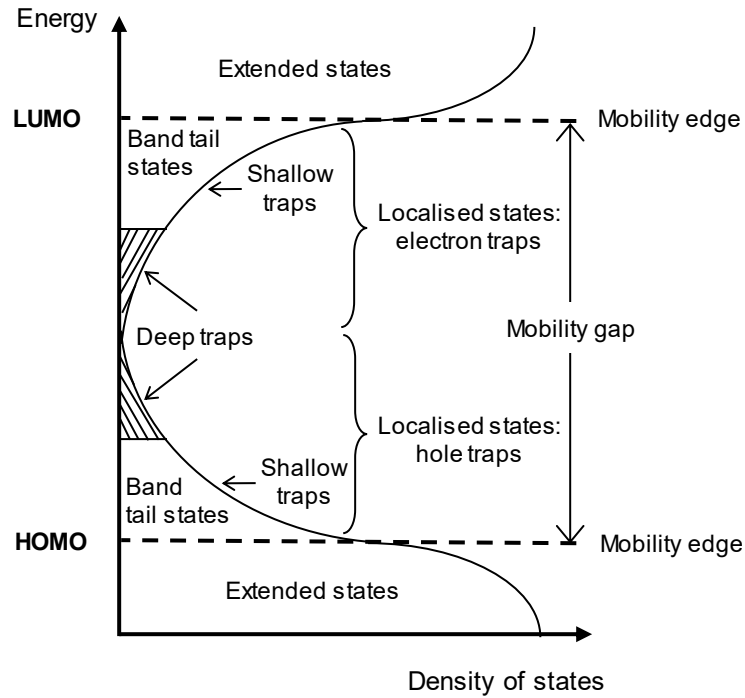 Energy
Extended states
LUMO
Mobility edge
Band tail
states
Shallow
traps
Localised states:
electron traps
Deep traps
Mobility gap
Localised states:
hole traps
Shallow
traps
Band
tail states
HOMO
Mobility edge
Extended states
Density of states